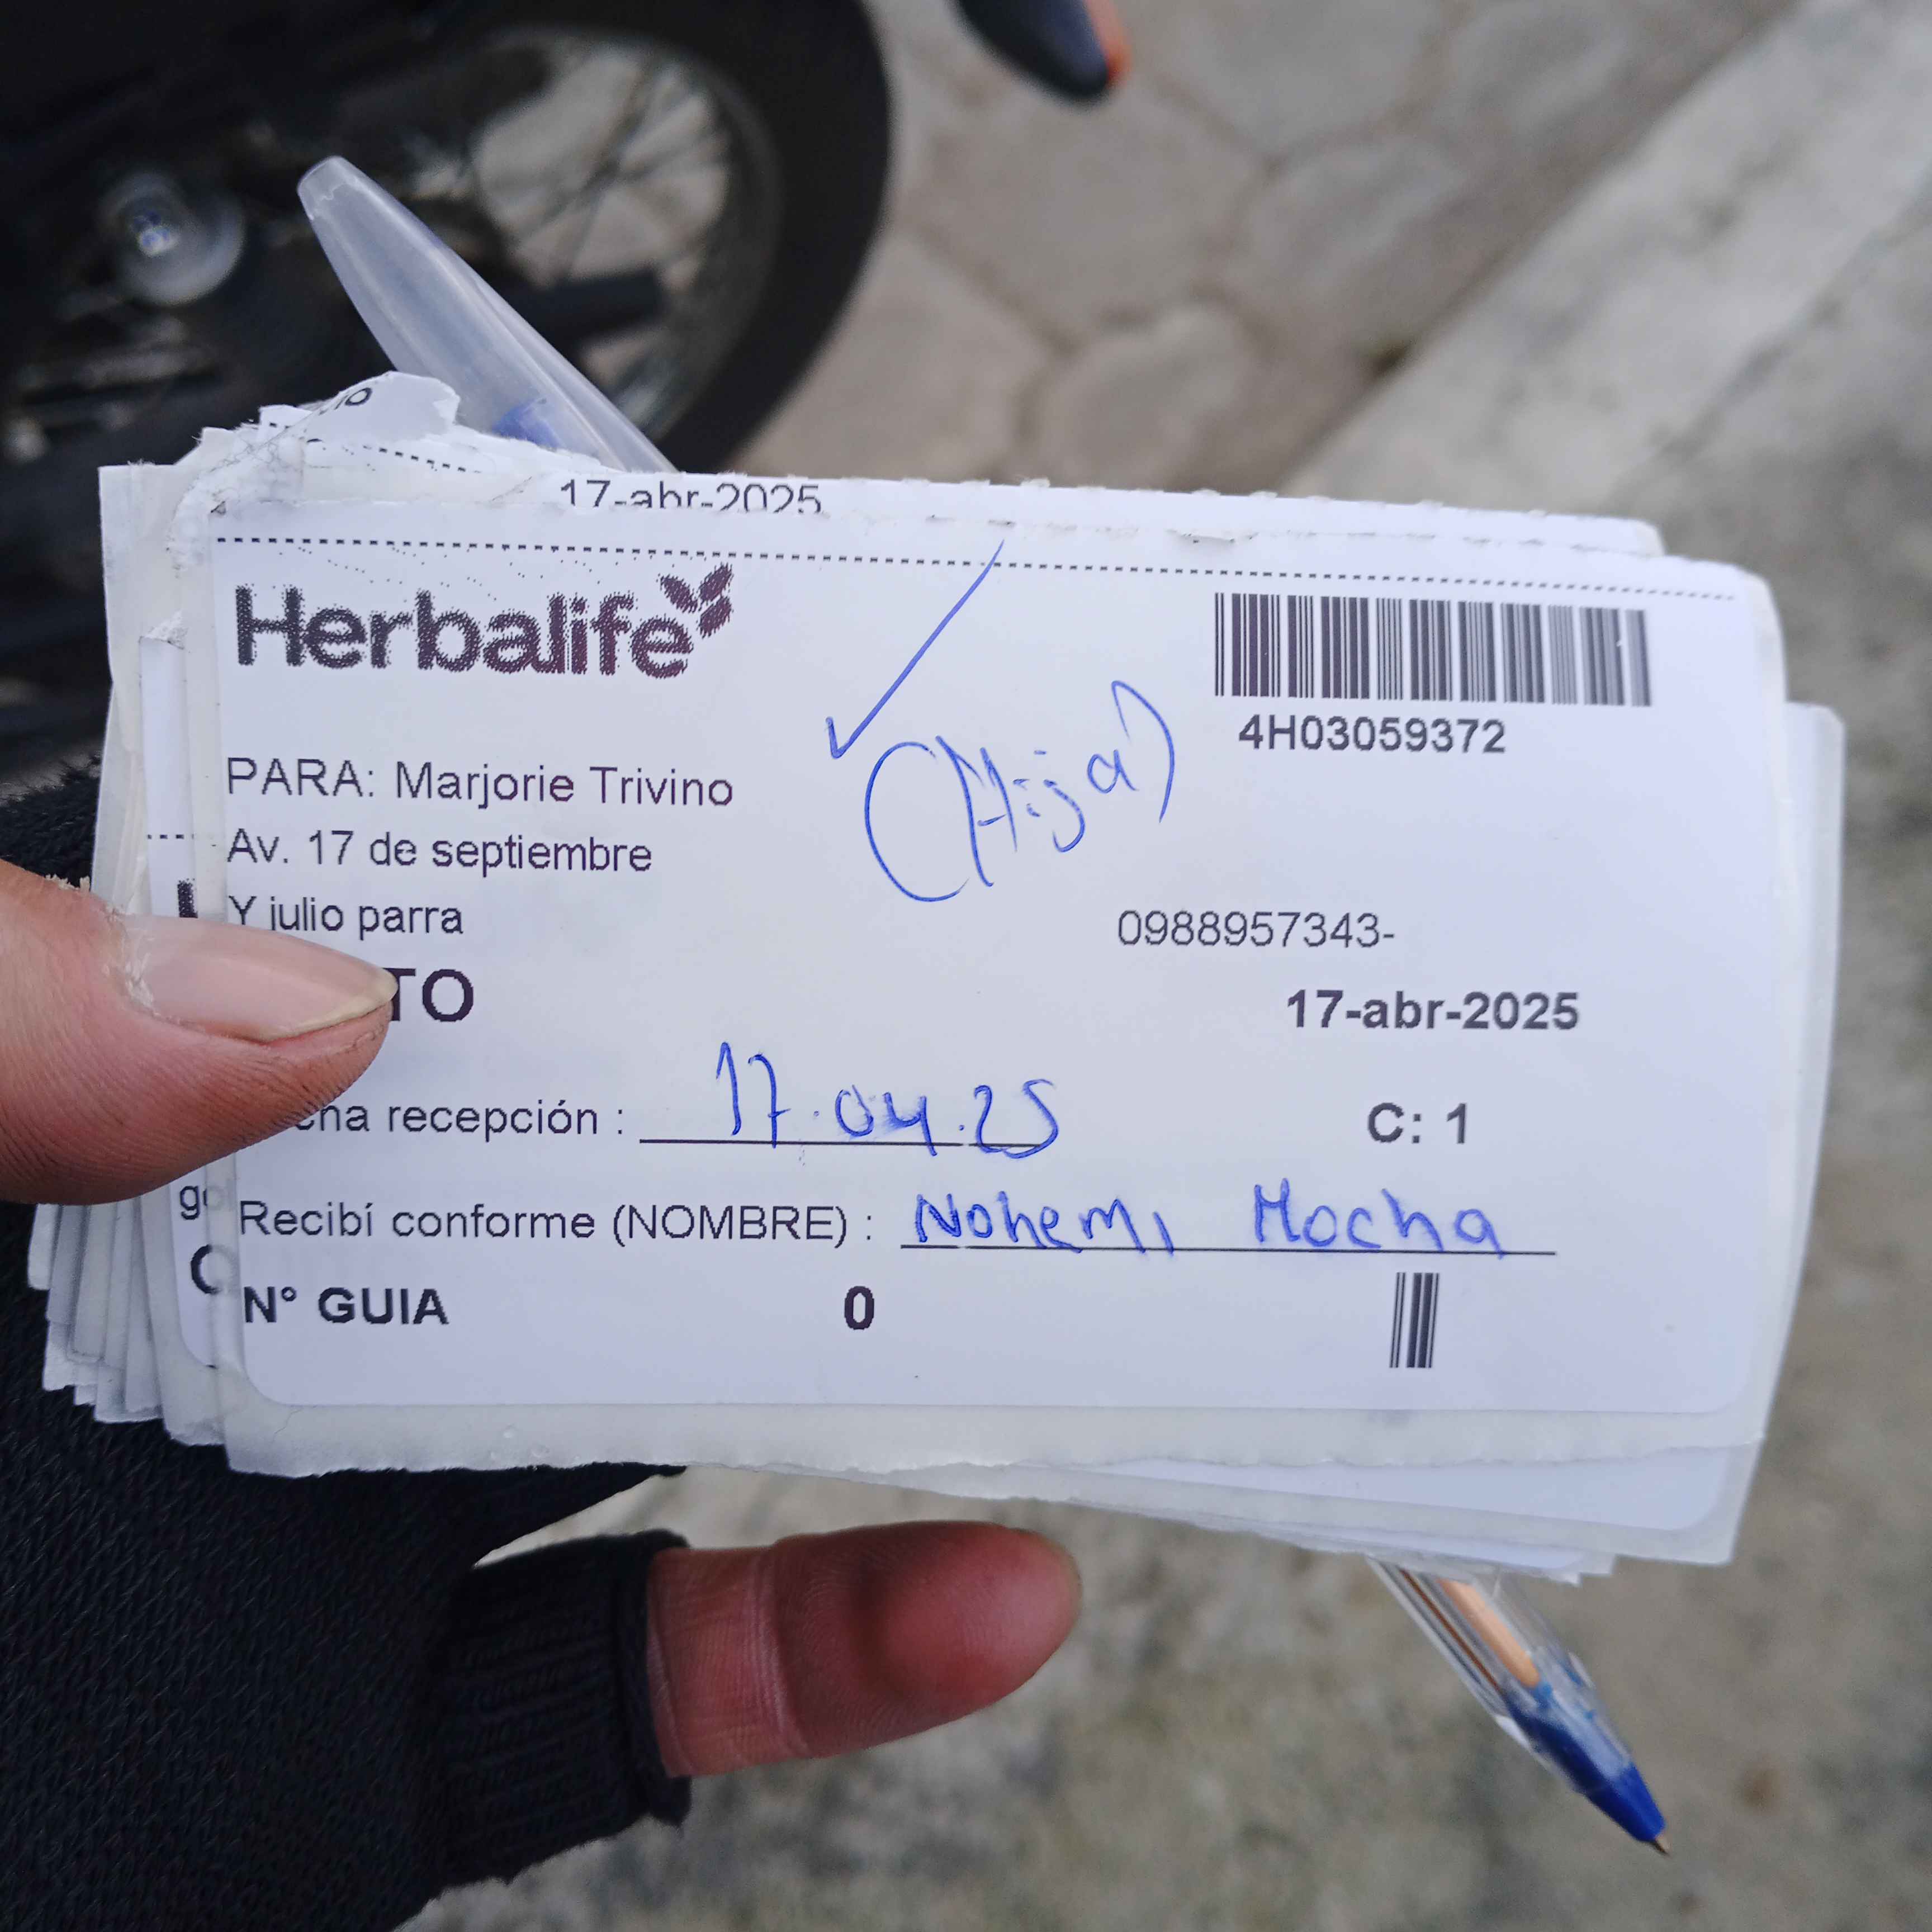 17-abr-2025
Herbalife
4H03059372
PARA: Marjorie Trivino
(Hija)
Av. 17 de septiembre
Y julio parra
0988957343-
17-abr-2025
recepción : 17.04.25
C: 1
Recibí conforme (NOMBRE) : Nohemi Mocha
N° GUIA 0